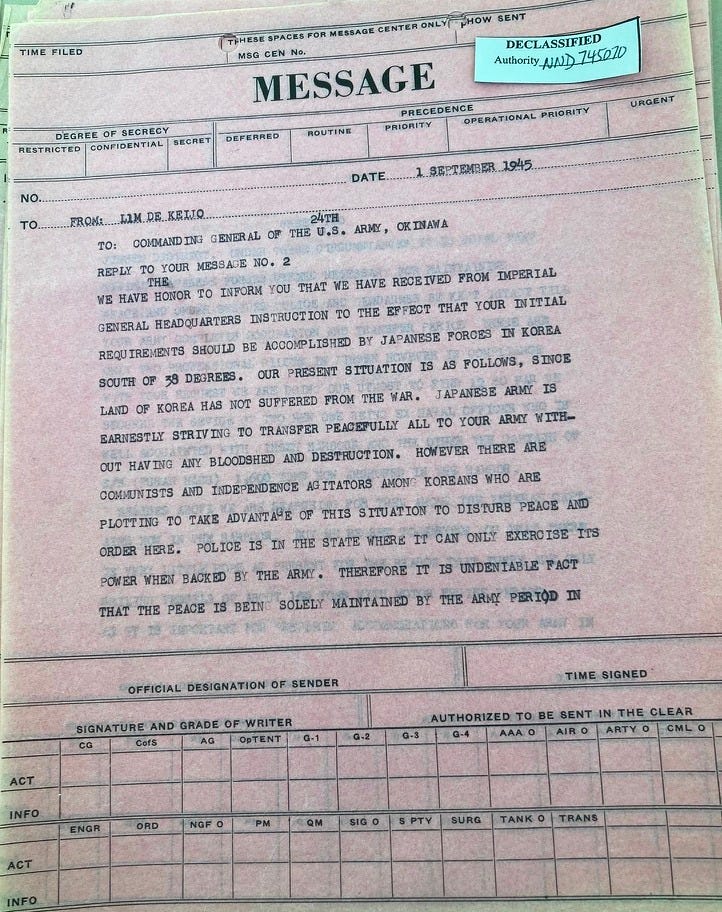 THESE SPACES FOR MESSAGE CENTER ONLY
TIME FILED
MSG CEN No.
HOW SENT
DECLASSIFIED
Authority NND 745070
MESSAGE
DEGREE OF SECRECY
PRECEDENCE
RESTRICTED CONFIDENTIAL SECRET DEFERRED ROUTINE PRIORITY OPERATIONAL PRIORITY URGENT
NO. DATE 1 SEPTEMBER 1945
TO FROM: LIM DE KEIJO 24TH
TO: COMMANDING GENERAL OF THE U.S. ARMY, OKINAWA
REPLY TO YOUR MESSAGE NO. 2
THE
WE HAVE HONOR TO INFORM YOU THAT WE HAVE RECEIVED FROM IMPERIAL
GENERAL HEADQUARTERS INSTRUCTION TO THE EFFECT THAT YOUR INITIAL
REQUIREMENTS SHOULD BE ACCOMPLISHED BY JAPANESE FORCES IN KOREA
SOUTH OF 38 DEGREES. OUR PRESENT SITUATION IS AS FOLLOWS, SINCE
LAND OF KOREA HAS NOT SUFFERED FROM THE WAR. JAPANESE ARMY IS
EARNESTLY STRIVING TO TRANSFER PEACEFULLY ALL TO YOUR ARMY WITH-
OUT HAVING ANY BLOODSHED AND DESTRUCTION. HOWEVER THERE ARE
COMMUNISTS AND INDEPENDENCE AGITATORS AMONG KOREANS WHO ARE
PLOTTING TO TAKE ADVANTAGE OF THIS SITUATION TO DISTURB PEACE AND
ORDER HERE. POLICE IS IN THE STATE WHERE IT CAN ONLY EXERCISE ITS
POWER WHEN BACKED BY THE ARMY. THEREFORE IT IS UNDENIABLE FACT
THAT THE PEACE IS BEING SOLELY MAINTAINED BY THE ARMY PERIOD IN
OFFICIAL DESIGNATION OF SENDER
TIME SIGNED
SIGNATURE AND GRADE OF WRITER
AUTHORIZED TO BE SENT IN THE CLEAR
CG CofS AG OpTENT G-1 G-2 G-3 G-4 AAA O AIR O ARTY O CML O
ACT
INFO
ENGR ORD NGF O PM QM SIG O S PTY SURG TANK O TRANS
ACT
INFO